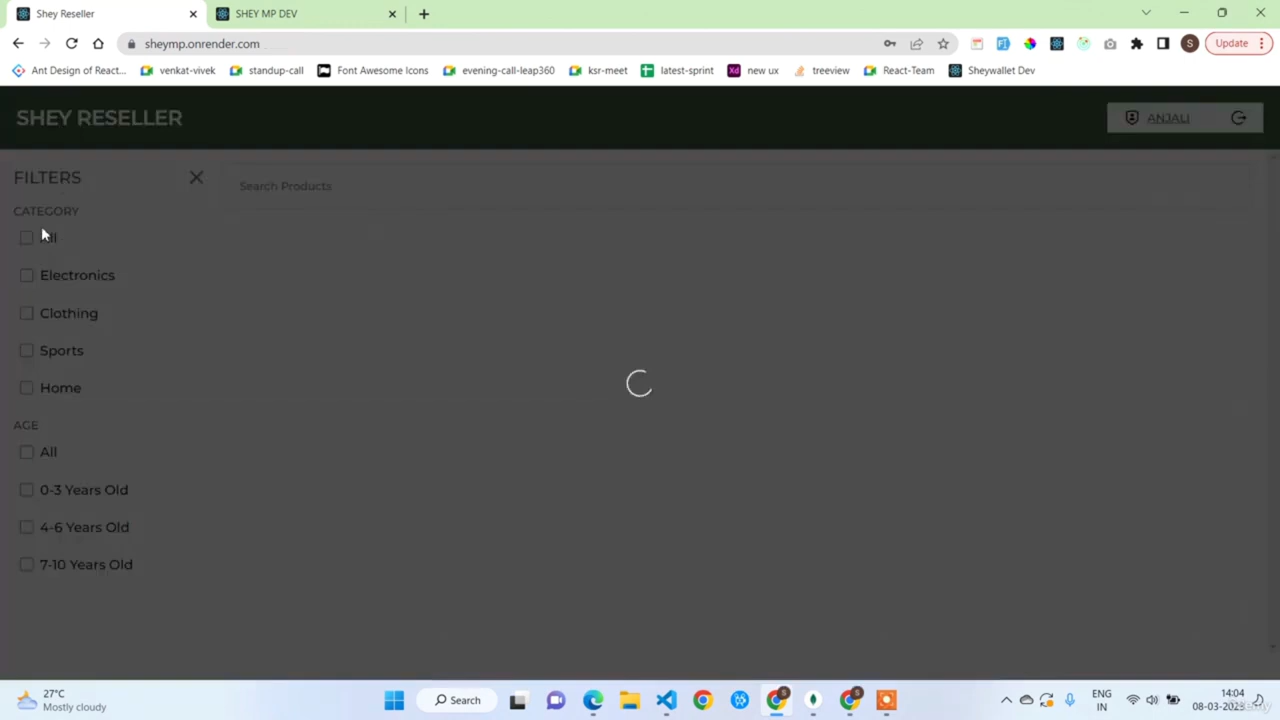 Shey Reseller
SHEY MP DEV
sheymp.onrender.com
S
Update
Ant Design of React...
venkat-vivek
standup-call
Font Awesome Icons
evening-call-leap360
ksr-meet
latest-sprint
Xd
new ux
treeview
React-Team
Sheywallet Dev
SHEY RESELLER
ANJALI
FILTERS
Search Products
CATEGORY
All
Electronics
Clothing
Sports
Home
AGE
All
0-3 Years Old
4-6 Years Old
7-10 Years Old
27°C
Mostly cloudy
Search
ENG
IN
14:04
08-03-2023